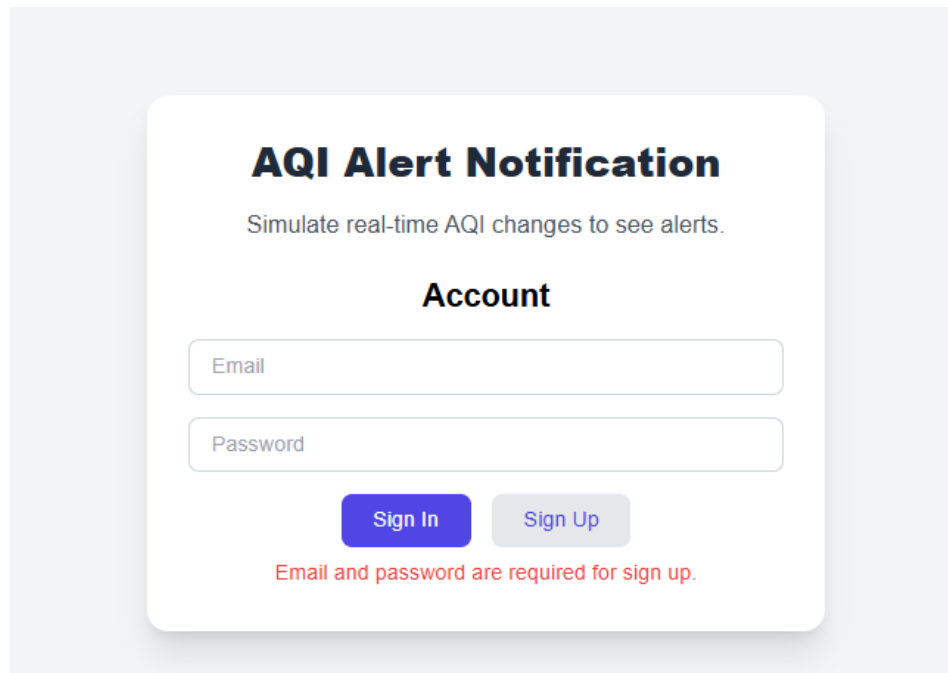 AQI Alert Notification
Simulate real-time AQI changes to see alerts.
Account
Email
Password
Sign In Sign Up
Email and password are required for sign up.